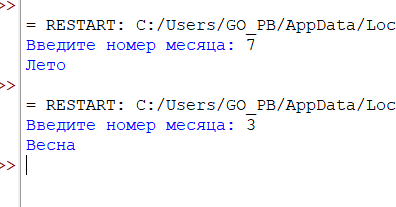 >>
= RESTART: C:/Users/GO_PB/AppData/Loc
Введите номер месяца: 7
Лето
>>
= RESTART: C:/Users/GO_PB/AppData/Loc
Введите номер месяца: 3
Весна
>>